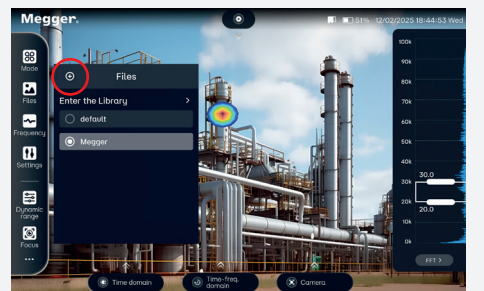 Megger.
51% 12/02/2025 18:44:53 Wed
Mode
Files
Frequency
Settings
Dynamic
range
Focus
Files
Enter the Library
default
Megger
100k
90k
80k
70k
60k
50k
40k
30k
20k
10k
0k
30.0
20.0
FFT >
Time domain
Time-freq.
domain
Camera